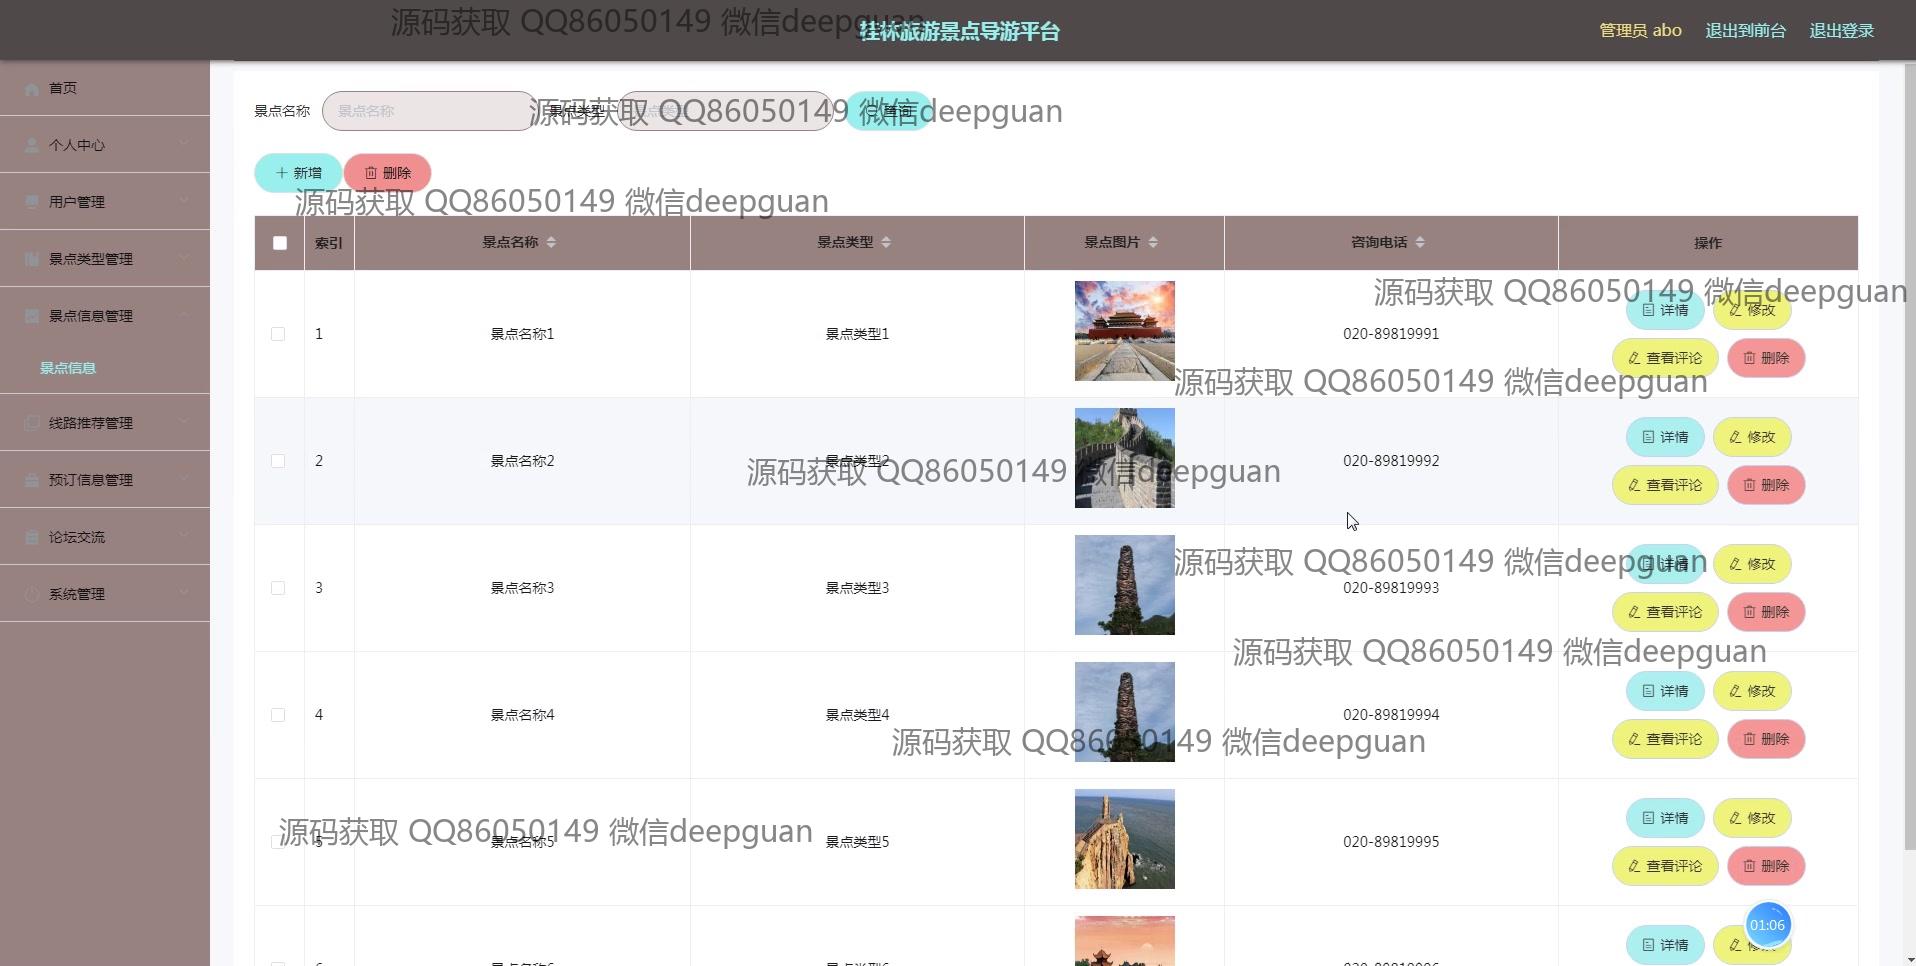 源码获取 QQ86050149 微信deepguan
桂林旅游景点导游平台
管理员 abo
退出到前台
退出登录
首页
个人中心
用户管理
景点类型管理
景点信息管理
景点信息
线路推荐管理
预订信息管理
论坛交流
系统管理
景点名称
景点名称
景点类型
景点类型
查询
源码获取 QQ86050149 微信deepguan
新增
删除
源码获取 QQ86050149 微信deepguan
索引 景点名称 景点类型 景点图片 咨询电话 操作
源码获取 QQ86050149 微信deepguan
1 景点名称1 景点类型1 020-89819991
详情 修改
查看评论 删除
源码获取 QQ86050149 微信deepguan
2 景点名称2 景点类型2 020-89819992
详情 修改
查看评论 删除
源码获取 QQ86050149 微信deepguan
3 景点名称3 景点类型3 020-89819993
详情 修改
查看评论 删除
源码获取 QQ86050149 微信deepguan
源码获取 QQ86050149 微信deepguan
4 景点名称4 景点类型4 020-89819994
详情 修改
查看评论 删除
源码获取 QQ86050149 微信deepguan
5 景点名称5 景点类型5 020-89819995
详情 修改
查看评论 删除
源码获取 QQ86050149 微信deepguan
详情 修改
01:06